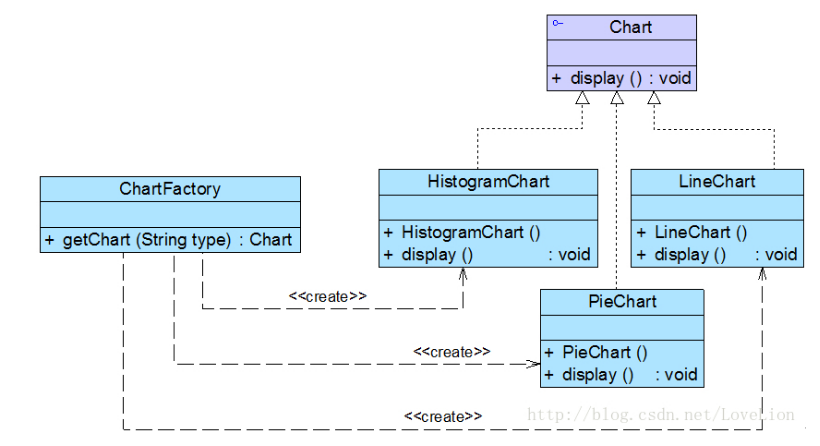 Chart
+ display () : void
HistogramChart
+ HistogramChart ()
+ display () : void
LineChart
+ LineChart ()
+ display () : void
ChartFactory
+ getChart (String type) : Chart
PieChart
+ PieChart ()
+ display () : void
<<create>>
<<create>>
<<create>>
http://blog.csdn.net/LoveLion